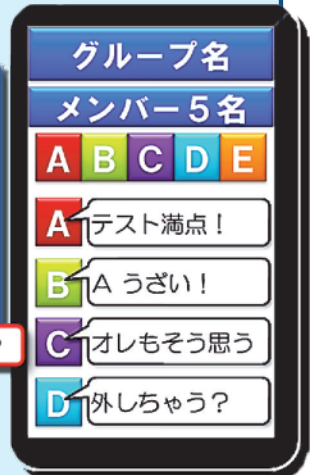 グループ名
メンバー５名
A B C D E
A テスト満点！
B A うざい！
C オレもそう思う
D 外しちゃう？